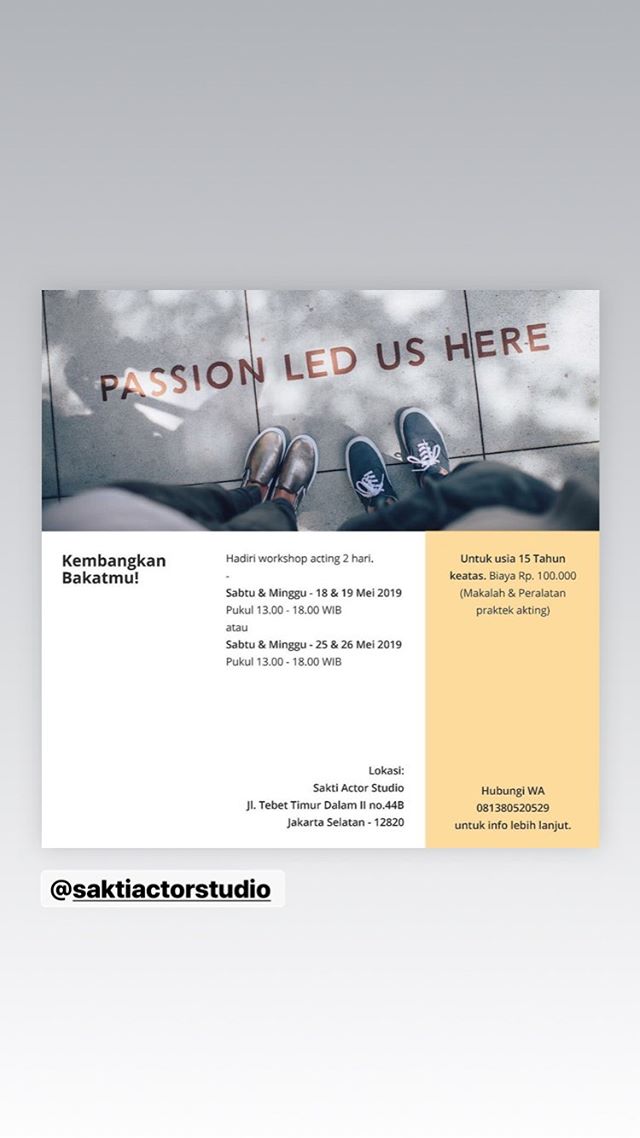 PASSION LED US HERE
Kembangkan
Bakatmu!
Hadiri workshop acting 2 hari.
-
Sabtu & Minggu - 18 & 19 Mei 2019
Pukul 13.00 - 18.00 WIB
atau
Sabtu & Minggu - 25 & 26 Mei 2019
Pukul 13.00 - 18.00 WIB
Lokasi:
Sakti Actor Studio
Jl. Tebet Timur Dalam II no.44B
Jakarta Selatan - 12820
Untuk usia 15 Tahun
keatas. Biaya Rp. 100.000
(Makalah & Peralatan
praktek akting)
Hubungi WA
081380520529
untuk info lebih lanjut.
@saktiactorstudio